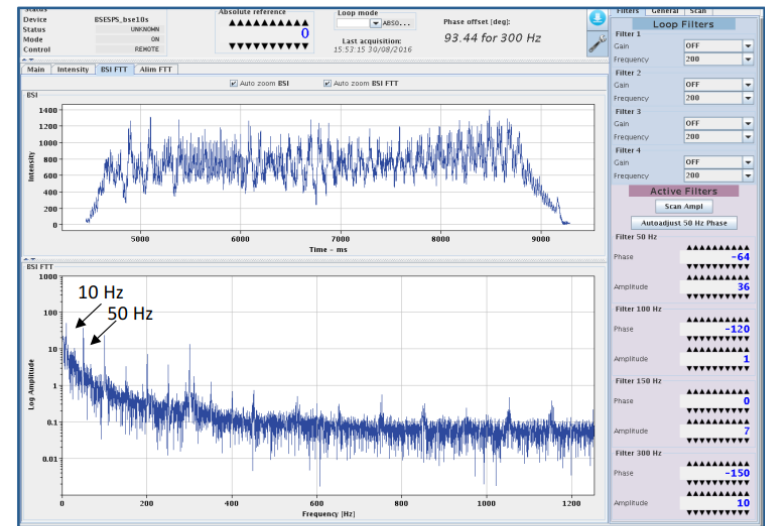 Status
Device BSESPS_bse10s
Status UNKNOWN
Mode ON
Control REMOTE
Absolute reference
0
Loop mode
ABSO...
Last acquisition:
15:53:15 30/08/2016
Phase offset [deg]:
93.44 for 300 Hz
Main Intensity BSI FTT Alim FTT
Auto zoom BSI Auto zoom BSI FTT
BSI
Intensity
1400
1200
1000
800
600
400
200
0
5000 6000 7000 8000 9000
Time - ms
BSI FTT
Log Amplitude
1000
100
10
1
0.1
0.01
10 Hz
50 Hz
0 200 400 600 800 1000 1200
Frequency [Hz]
Filters General Scan
Loop Filters
Filter 1
Gain OFF
Frequency 200
Filter 2
Gain OFF
Frequency 200
Filter 3
Gain OFF
Frequency 200
Filter 4
Gain OFF
Frequency 200
Active Filters
Scan Ampl
Autoadjust 50 Hz Phase
Filter 50 Hz
Phase -64
Amplitude 36
Filter 100 Hz
Phase -120
Amplitude 1
Filter 150 Hz
Phase 0
Amplitude 7
Filter 300 Hz
Phase -150
Amplitude 10